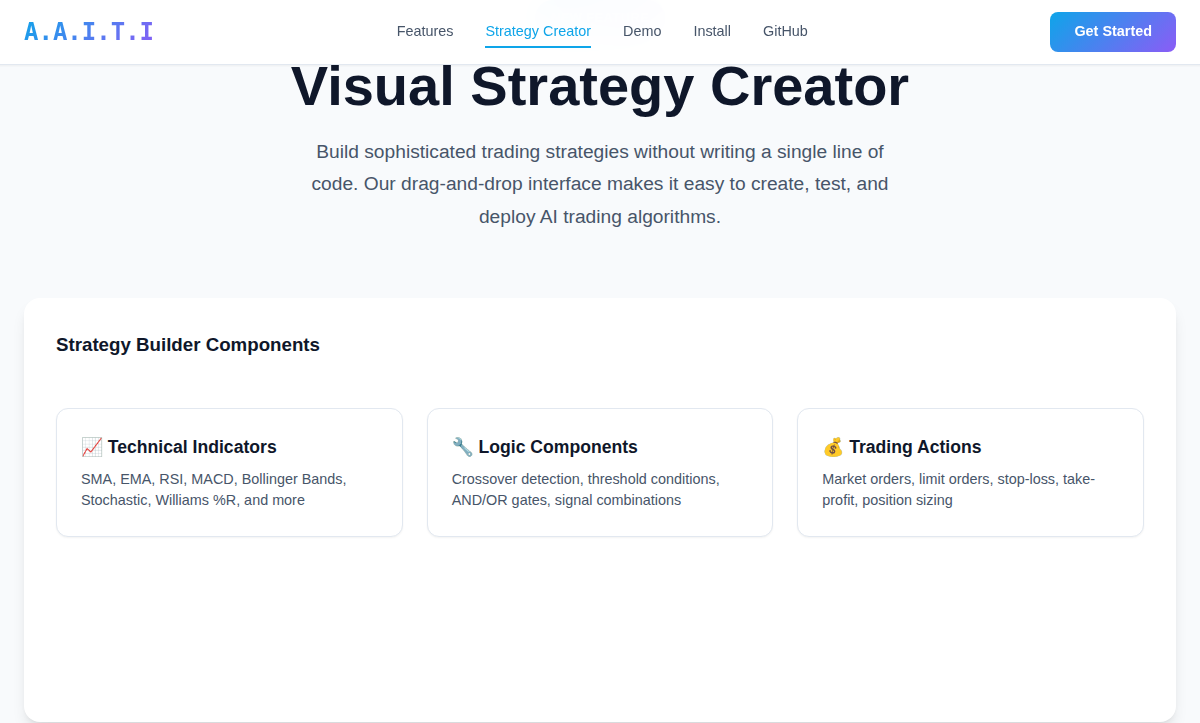 A.A.I.T.I
Features
Strategy Creator
Demo
Install
GitHub
Get Started
Visual Strategy Creator
Build sophisticated trading strategies without writing a single line of
code. Our drag-and-drop interface makes it easy to create, test, and
deploy AI trading algorithms.
Strategy Builder Components
📈 Technical Indicators
SMA, EMA, RSI, MACD, Bollinger Bands,
Stochastic, Williams %R, and more
🔧 Logic Components
Crossover detection, threshold conditions,
AND/OR gates, signal combinations
💰 Trading Actions
Market orders, limit orders, stop-loss, take-
profit, position sizing